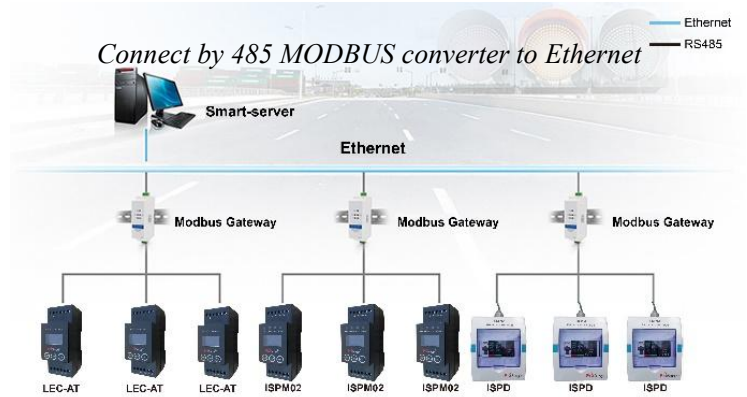 Ethernet
Connect by 485 MODBUS converter to Ethernet
RS485
Smart-server
Ethernet
Modbus Gateway
Modbus Gateway
Modbus Gateway
LEC-AT
LEC-AT
LEC-AT
ISPM02
ISPM02
ISPM02
ISPD
ISPD
ISPD